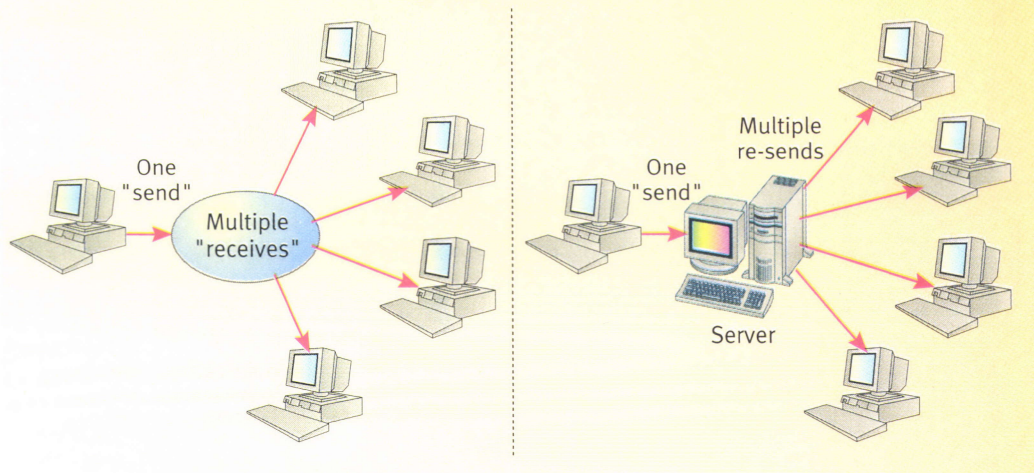 One
"send"
Multiple
"receives"
One
"send"
Multiple
re-sends
Server